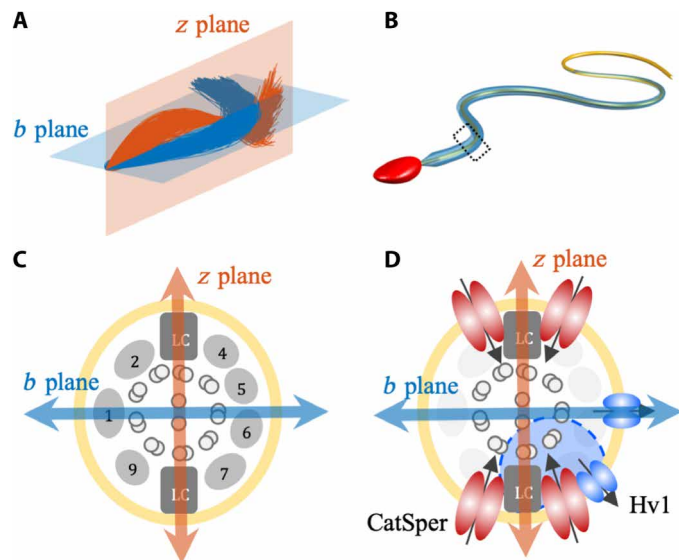 A
z plane
b plane
B
C
z plane
LC
2
4
b plane
5
1
6
9
7
LC
D
z plane
LC
b plane
LC
CatSper
Hv1